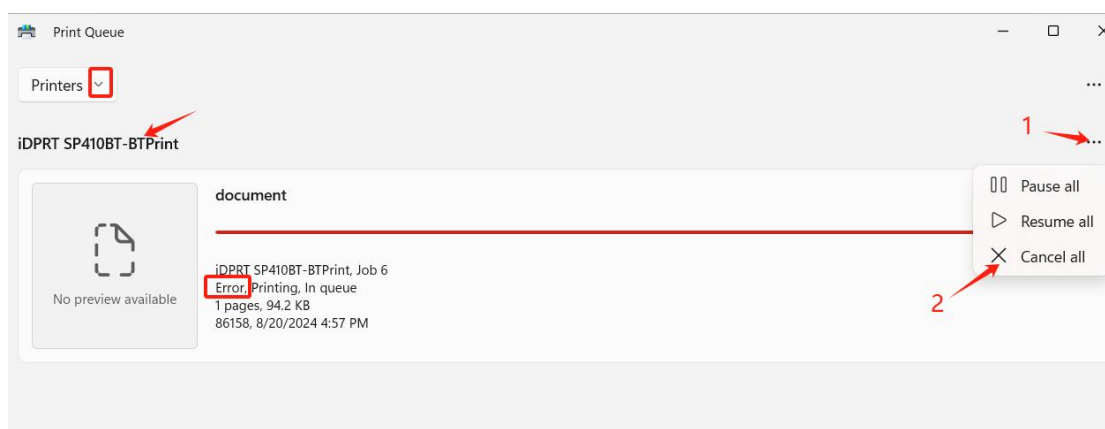 Print Queue
Printers
...
iDPRT SP410BT-BTPrint
1
...
document
No preview available
iDPRT SP410BT-BTPrint, Job 6
Error, Printing, In queue
1 pages, 94.2 KB
86158, 8/20/2024 4:57 PM
Pause all
Resume all
Cancel all
2